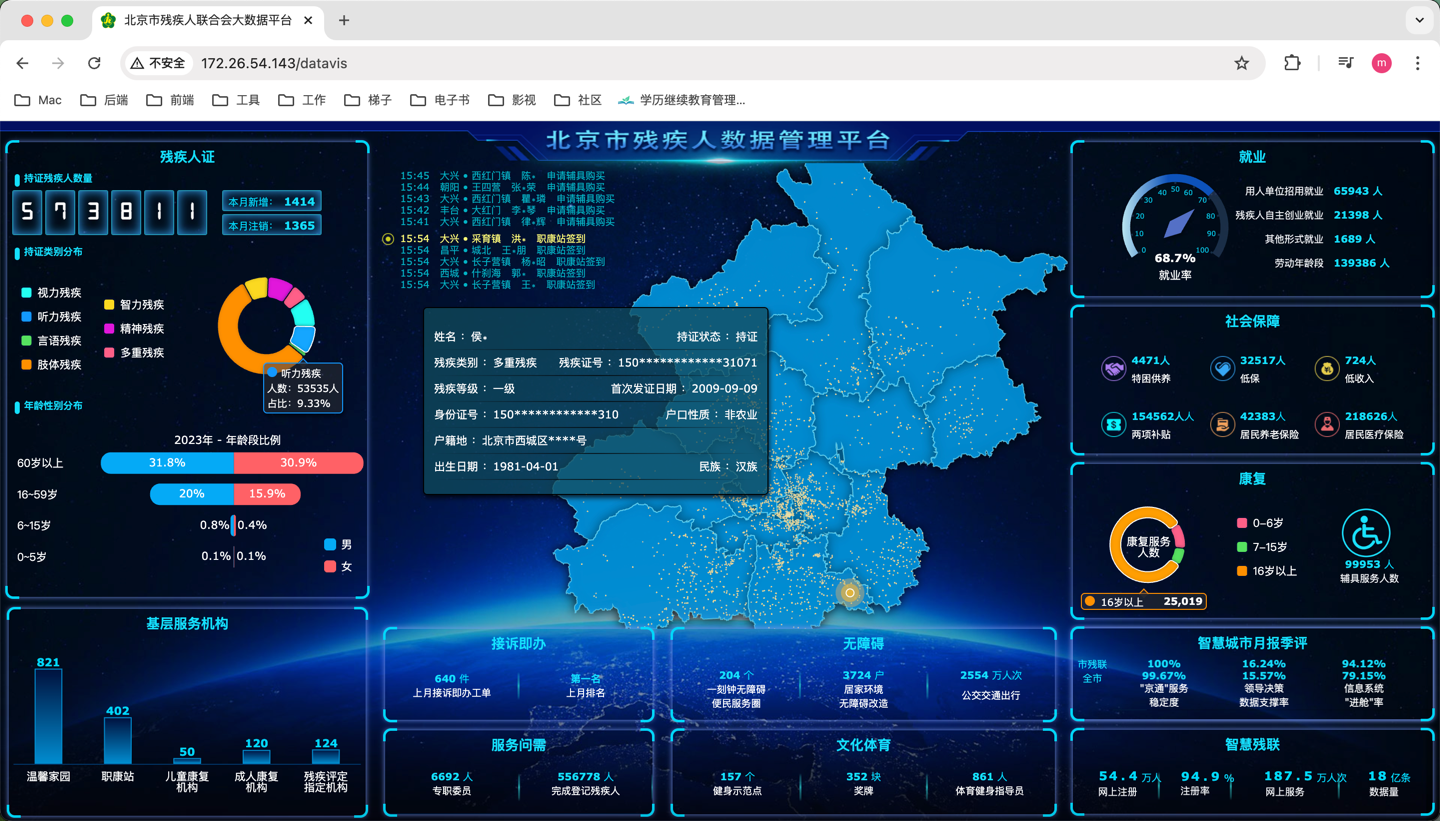 北京市残疾人联合会大数据平台
不安全 172.26.54.143/datavis
m
Mac 后端 前端 工具 工作 梯子 电子书 影视 社区 学历继续教育管理...
北京市残疾人数据管理平台
残疾人证
持证残疾人数量
5 7 3 8 1 1
本月新增： 1414
本月注销： 1365
持证类别分布
视力残疾
听力残疾
言语残疾
肢体残疾
智力残疾
精神残疾
多重残疾
听力残疾
人数：53535人
占比：9.33%
年龄性别分布
2023年 - 年龄段比例
60岁以上 31.8% 30.9%
16~59岁 20% 15.9%
6~15岁 0.8% 0.4%
0~5岁 0.1% 0.1%
男
女
基层服务机构
821
402
50
120
124
温馨家园
职康站
儿童康复
机构
成人康复
机构
残疾评定
指定机构
15:45 大兴 • 西红门镇 陈* 申请辅具购买
15:44 朝阳 • 王四营 张*荣 申请辅具购买
15:43 大兴 • 西红门镇 瞿*璘 申请辅具购买
15:42 丰台 • 大红门 李*琴 申请辅具购买
15:41 大兴 • 西红门镇 律*辉 申请辅具购买
15:54 大兴 • 采育镇 洪* 职康站签到
15:54 昌平 • 城北 王*朋 职康站签到
15:54 大兴 • 长子营镇 杨*昭 职康站签到
15:54 西城 • 什刹海 郭* 职康站签到
15:54 大兴 • 长子营镇 王* 职康站签到
姓名： 侯* 持证状态： 持证
残疾类别： 多重残疾 残疾证号： 150************31071
残疾等级： 一级 首次发证日期： 2009-09-09
身份证号： 150************310 户口性质： 非农业
户籍地： 北京市西城区****号
出生日期： 1981-04-01 民族： 汉族
接诉即办
640 件
上月接诉即办工单
第一名
上月排名
无障碍
204 个
一刻钟无障碍
便民服务圈
3724 户
居家环境
无障碍改造
2554 万人次
公交交通出行
服务问需
6692 人
专职委员
556778 人
完成登记残疾人
文化体育
157 个
健身示范点
352 块
奖牌
861 人
体育健身指导员
就业
0 10 20 30 40 50 60 70 80 90 100
68.7%
就业率
用人单位招用就业 65943 人
残疾人自主创业就业 21398 人
其他形式就业 1689 人
劳动年龄段 139386 人
社会保障
4471人
特困供养
32517人
低保
724人
低收入
154562人人
两项补贴
42383人
居民养老保险
218626人
居民医疗保险
康复
康复服务
人数
16岁以上 25,019
0-6岁
7-15岁
16岁以上
99953 人
辅具服务人数
智慧城市月报季评
市残联 100% 16.24% 94.12%
全市 99.67% 15.57% 79.15%
"京通"服务 领导决策 信息系统
稳定度 数据支撑率 "进舱"率
智慧残联
54.4 万人
网上注册
94.9 %
注册率
187.5 万人次
网上服务
18 亿条
数据量